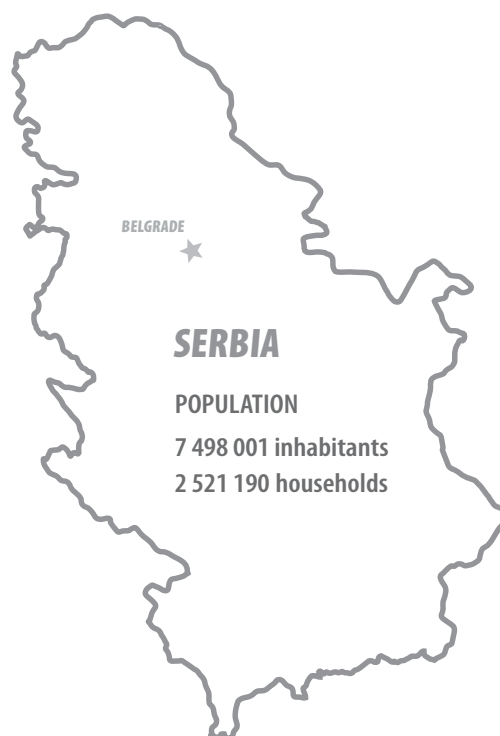 BELGRADE
SERBIA
POPULATION
7 498 001 inhabitants
2 521 190 households